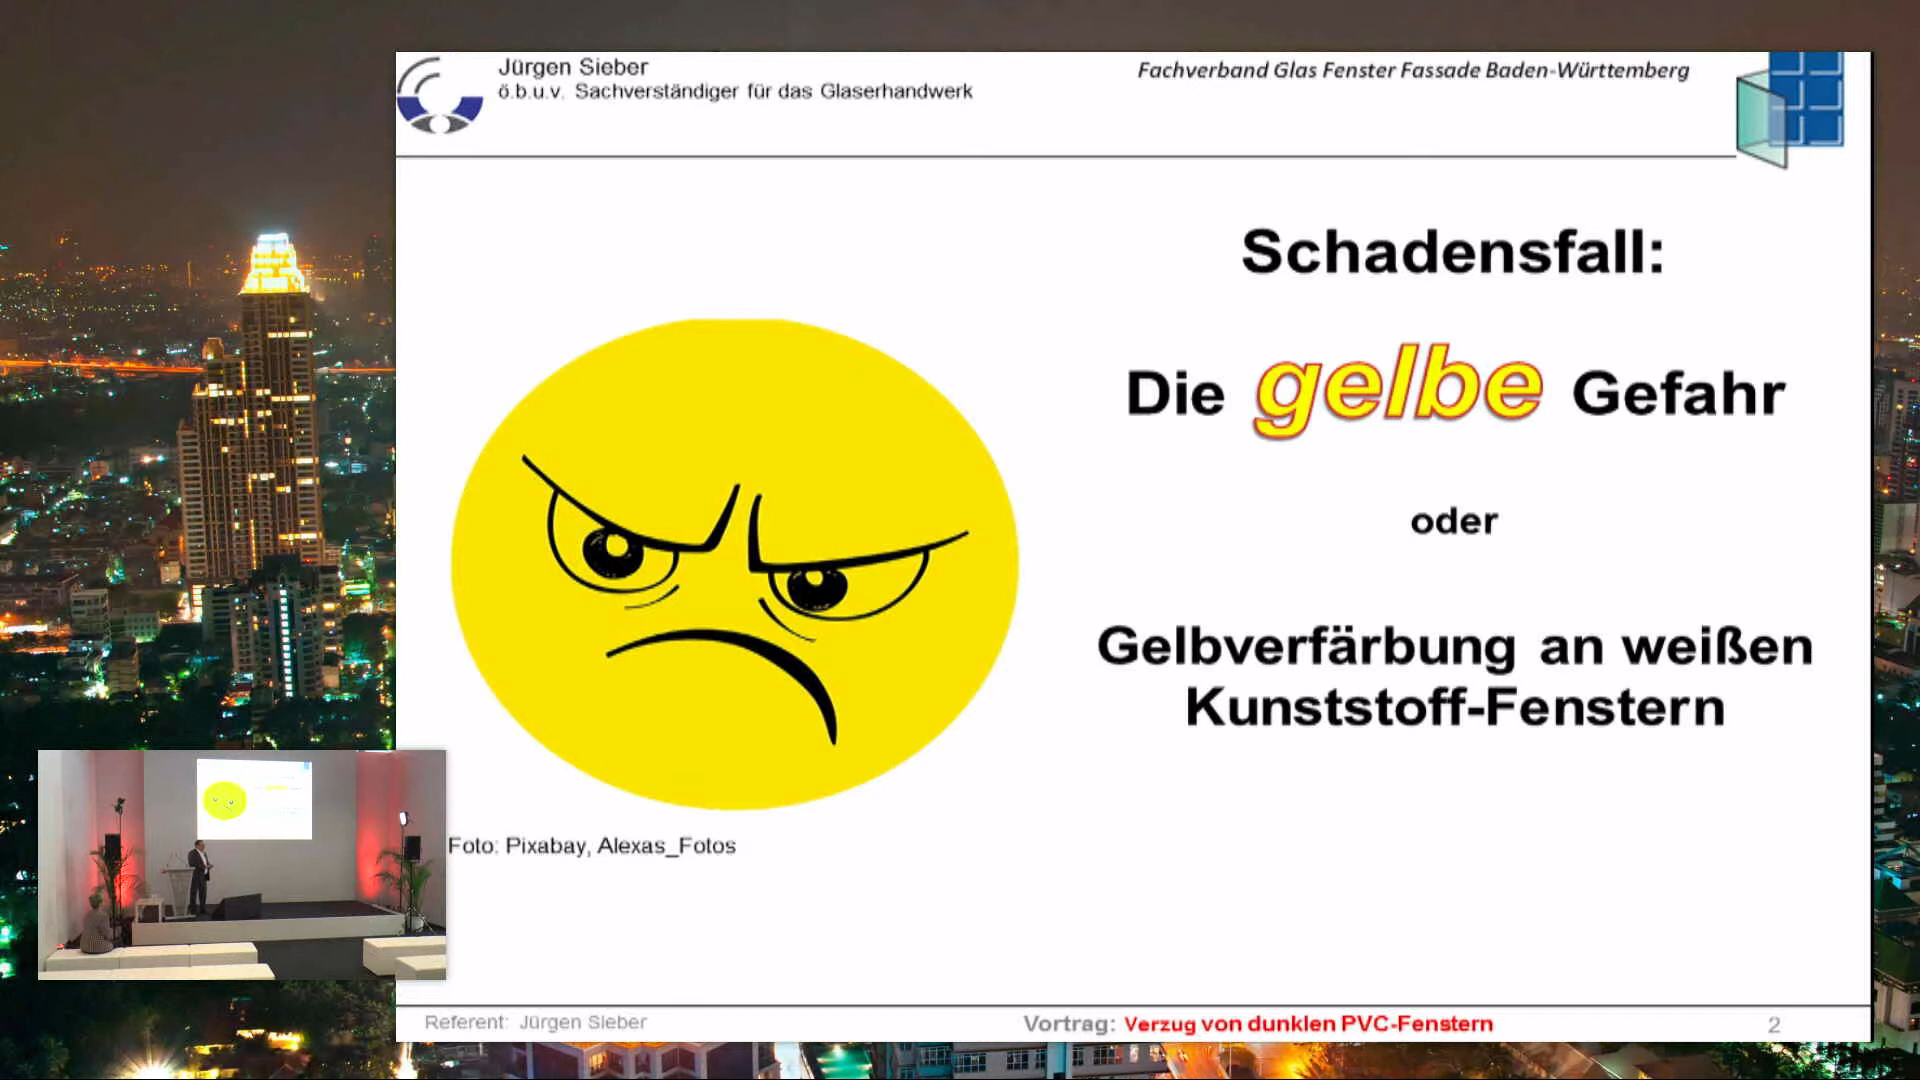 Jürgen Sieber
ö.b.u.v. Sachverständiger für das Glaserhandwerk
Fachverband Glas Fenster Fassade Baden-Württemberg
Schadensfall:
Die gelbe Gefahr
oder
Gelbverfärbung an weißen
Kunststoff-Fenstern
Foto: Pixabay, Alexas_Fotos
Referent: Jürgen Sieber
Vortrag: Verzug von dunklen PVC-Fenstern
2